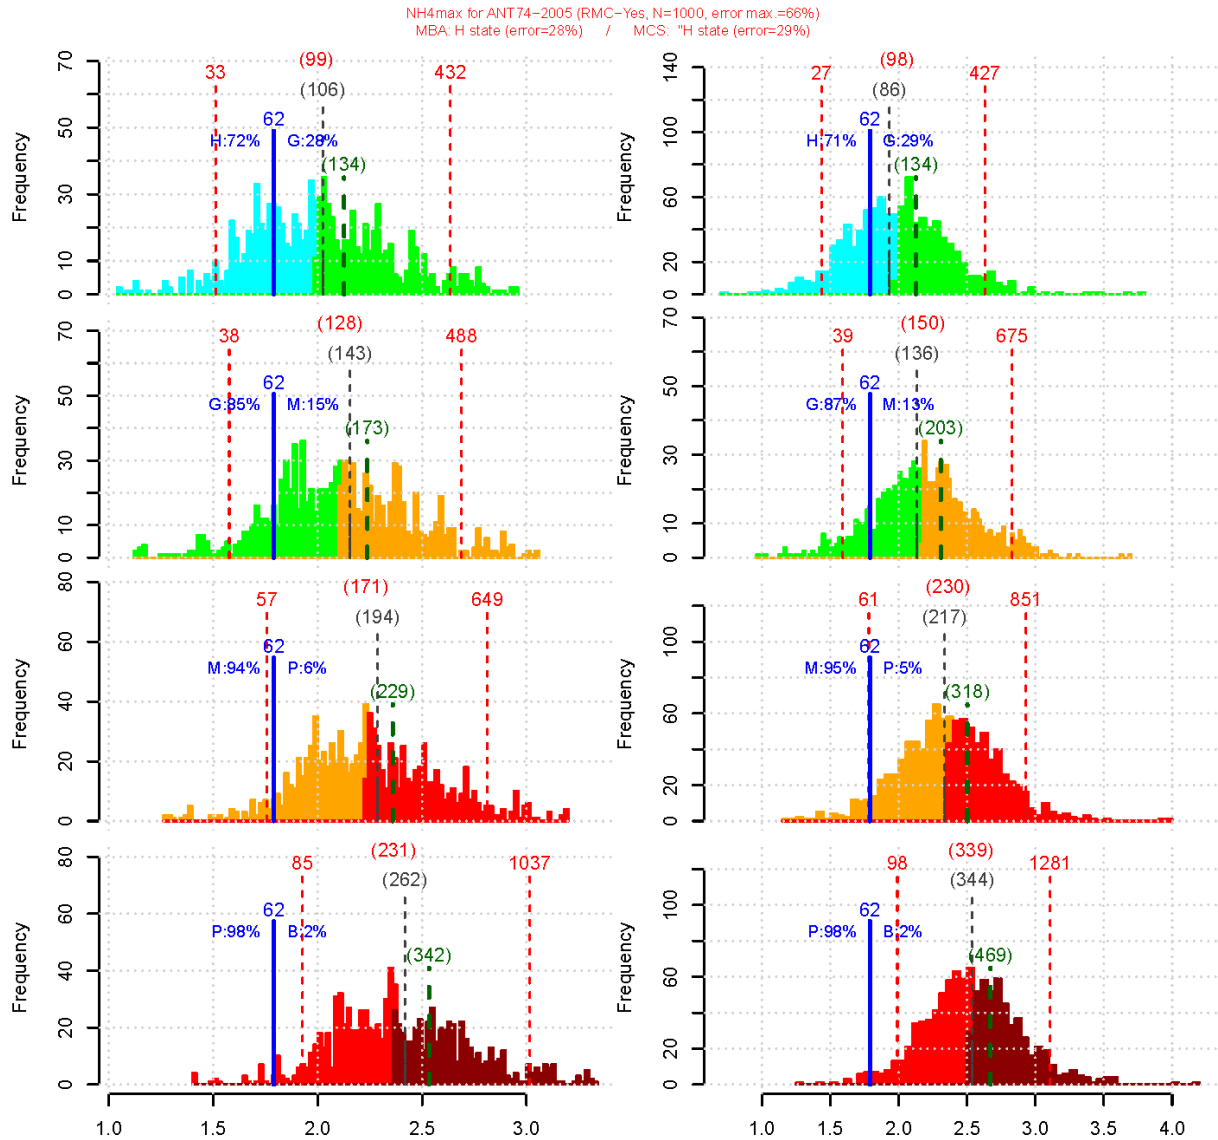 NH4max for ANT74−2005 (RMC−Yes, N=1000, error max.=66%)
MBA: H state (error=28%) / MCS: "H state (error=29%)
33 (99) 432
(106)
62
H:72% G:28%
(134)
Frequency
0 10 30 50 70
27 (98) 427
(86)
62
H:71% G:29%
(134)
Frequency
0 20 60 100 140
38 (128) 488
(143)
62
G:85% M:15%
(173)
Frequency
0 10 30 50 70
39 (150) 675
(136)
62
G:87% M:13%
(203)
Frequency
0 10 30 50 70
57 (171) 649
(194)
62
M:94% P:6%
(229)
Frequency
0 20 40 60 80
61 (230) 851
(217)
62
M:95% P:5%
(318)
Frequency
0 20 60 100
85 (231) 1037
(262)
62
P:98% B:2%
(342)
Frequency
0 20 40 60 80
98 (339) 1281
(344)
62
P:98% B:2%
(469)
Frequency
0 20 60 100
1.0 1.5 2.0 2.5 3.0
1.0 1.5 2.0 2.5 3.0 3.5 4.0